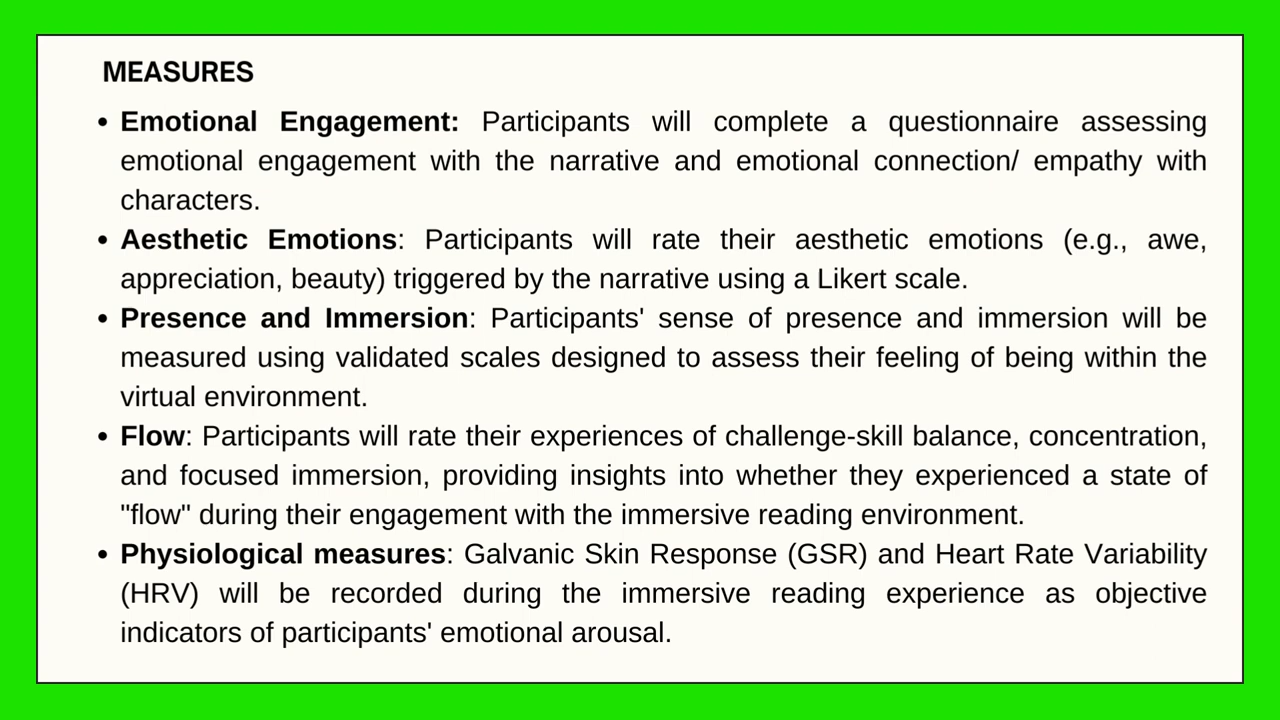 MEASURES
• Emotional Engagement: Participants will complete a questionnaire assessing
emotional engagement with the narrative and emotional connection/ empathy with
characters.
• Aesthetic Emotions: Participants will rate their aesthetic emotions (e.g., awe,
appreciation, beauty) triggered by the narrative using a Likert scale.
• Presence and Immersion: Participants' sense of presence and immersion will be
measured using validated scales designed to assess their feeling of being within the
virtual environment.
• Flow: Participants will rate their experiences of challenge-skill balance, concentration,
and focused immersion, providing insights into whether they experienced a state of
"flow" during their engagement with the immersive reading environment.
• Physiological measures: Galvanic Skin Response (GSR) and Heart Rate Variability
(HRV) will be recorded during the immersive reading experience as objective
indicators of participants' emotional arousal.